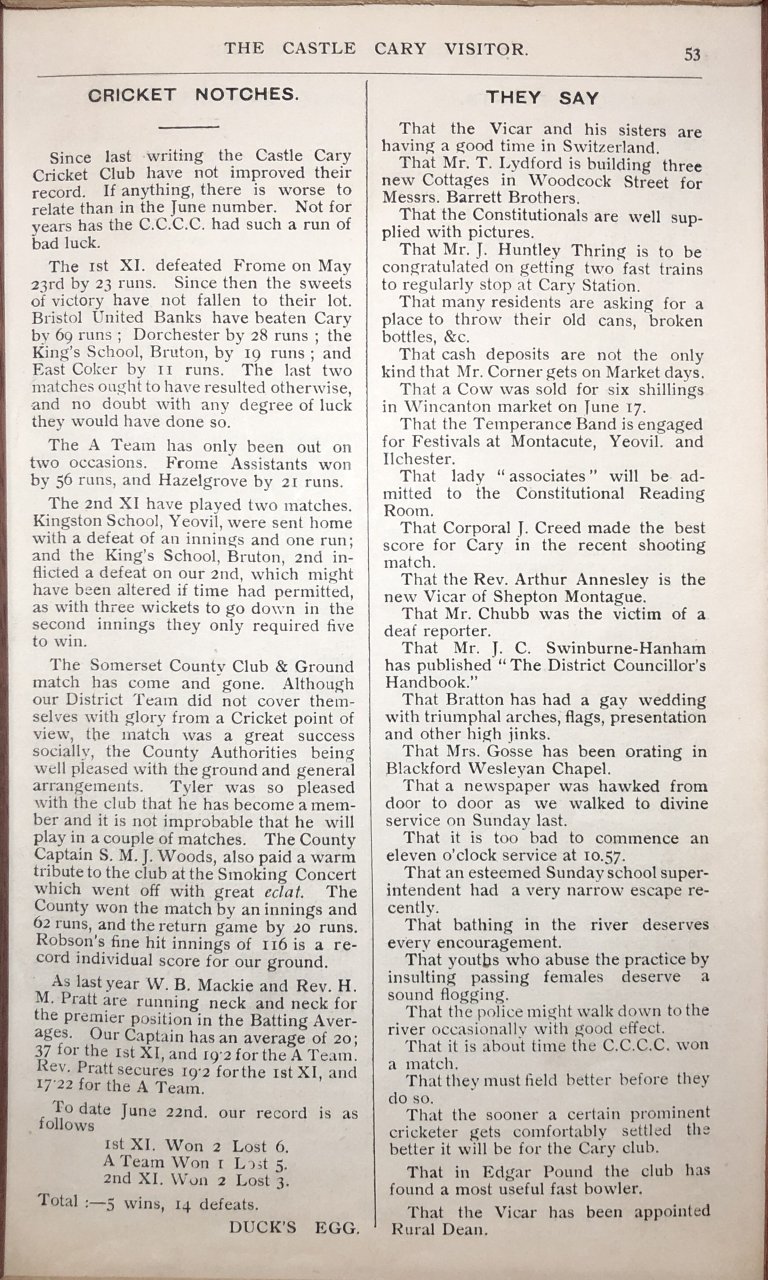 THE CASTLE CARY VISITOR.
53
CRICKET NOTCHES.
Since last writing the Castle Cary
Cricket Club have not improved their
record. If anything, there is worse to
relate than in the June number. Not for
years has the C.C.C.C. had such a run of
bad luck.
The 1st XI. defeated Frome on May
23rd by 23 runs. Since then the sweets
of victory have not fallen to their lot.
Bristol United Banks have beaten Cary
by 69 runs ; Dorchester by 28 runs ; the
King's School, Bruton, by 19 runs ; and
East Coker by 11 runs. The last two
matches ought to have resulted otherwise,
and no doubt with any degree of luck
they would have done so.
The A Team has only been out on
two occasions. Frome Assistants won
by 56 runs, and Hazelgrove by 21 runs.
The 2nd XI have played two matches.
Kingston School, Yeovil, were sent home
with a defeat of an innings and one run;
and the King's School, Bruton, 2nd in-
flicted a defeat on our 2nd, which might
have been altered if time had permitted,
as with three wickets to go down in the
second innings they only required five
to win.
The Somerset County Club & Ground
match has come and gone. Although
our District Team did not cover them-
selves with glory from a Cricket point of
view, the match was a great success
socially, the County Authorities being
well pleased with the ground and general
arrangements. Tyler was so pleased
with the club that he has become a mem-
ber and it is not improbable that he will
play in a couple of matches. The County
Captain S. M. J. Woods, also paid a warm
tribute to the club at the Smoking Concert
which went off with great eclat. The
County won the match by an innings and
62 runs, and the return game by 20 runs.
Robson's fine hit innings of 116 is a re-
cord individual score for our ground.
As last year W. B. Mackie and Rev. H.
M. Pratt are running neck and neck for
the premier position in the Batting Aver-
ages. Our Captain has an average of 20;
37 for the 1st XI, and 19·2 for the A Team.
Rev. Pratt secures 19·2 for the 1st XI, and
17·22 for the A Team.
To date June 22nd. our record is as
follows
1st XI. Won 2 Lost 6.
A Team Won 1 Lost 5.
2nd XI. Won 2 Lost 3.
Total :—5 wins, 14 defeats.
DUCK'S EGG.
THEY SAY
That the Vicar and his sisters are
having a good time in Switzerland.
That Mr. T. Lydford is building three
new Cottages in Woodcock Street for
Messrs. Barrett Brothers.
That the Constitutionals are well sup-
plied with pictures.
That Mr. J. Huntley Thring is to be
congratulated on getting two fast trains
to regularly stop at Cary Station.
That many residents are asking for a
place to throw their old cans, broken
bottles, &c.
That cash deposits are not the only
kind that Mr. Corner gets on Market days.
That a Cow was sold for six shillings
in Wincanton market on June 17.
That the Temperance Band is engaged
for Festivals at Montacute, Yeovil. and
Ilchester.
That lady "associates" will be ad-
mitted to the Constitutional Reading
Room.
That Corporal J. Creed made the best
score for Cary in the recent shooting
match.
That the Rev. Arthur Annesley is the
new Vicar of Shepton Montague.
That Mr. Chubb was the victim of a
deaf reporter.
That Mr. J. C. Swinburne-Hanham
has published "The District Councillor's
Handbook."
That Bratton has had a gay wedding
with triumphal arches, flags, presentation
and other high jinks.
That Mrs. Gosse has been orating in
Blackford Wesleyan Chapel.
That a newspaper was hawked from
door to door as we walked to divine
service on Sunday last.
That it is too bad to commence an
eleven o'clock service at 10.57.
That an esteemed Sunday school super-
intendent had a very narrow escape re-
cently.
That bathing in the river deserves
every encouragement.
That youths who abuse the practice by
insulting passing females deserve a
sound flogging.
That the police might walk down to the
river occasionally with good effect.
That it is about time the C.C.C.C. won
a match.
That they must field better before they
do so.
That the sooner a certain prominent
cricketer gets comfortably settled the
better it will be for the Cary club.
That in Edgar Pound the club has
found a most useful fast bowler.
That the Vicar has been appointed
Rural Dean.